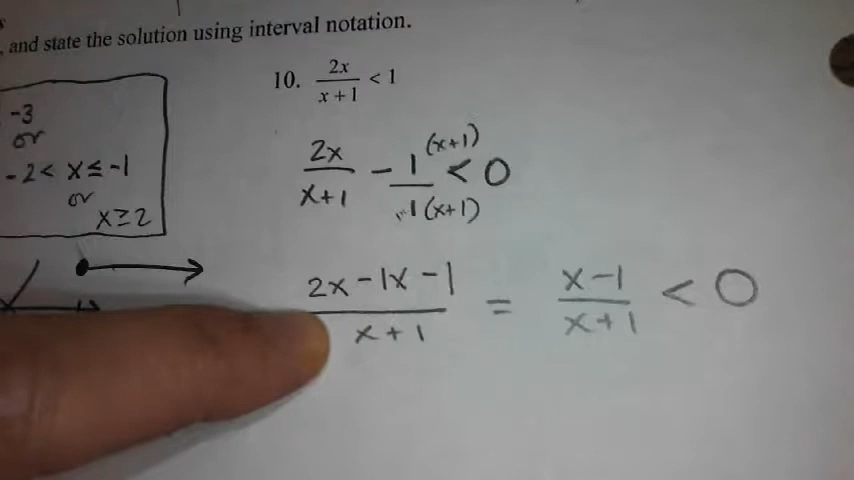 , and state the solution using interval notation.
-3
or
-2 < x ≤ -1
or
x ≥ 2
10. 2x/(x+1) < 1
2x/(x+1) - 1(x+1)/1(x+1) < 0
(2x-1x-1)/(x+1) = (x-1)/(x+1) < 0